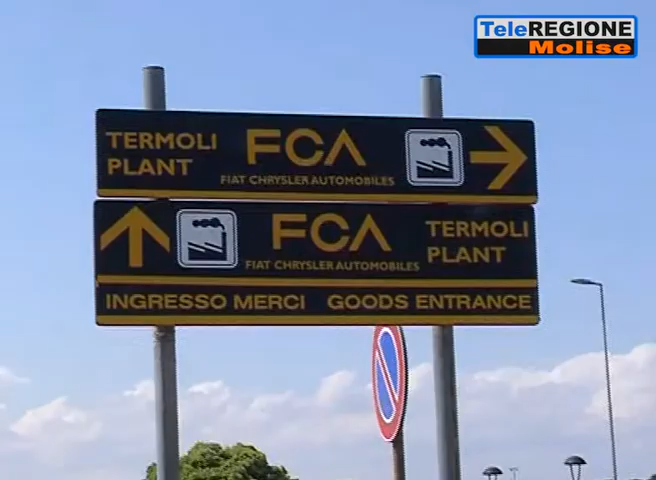 TeleREGIONE
Molise
TERMOLI
PLANT
FCA
FIAT CHRYSLER AUTOMOBILES
FCA
FIAT CHRYSLER AUTOMOBILES
TERMOLI
PLANT
INGRESSO MERCI GOODS ENTRANCE